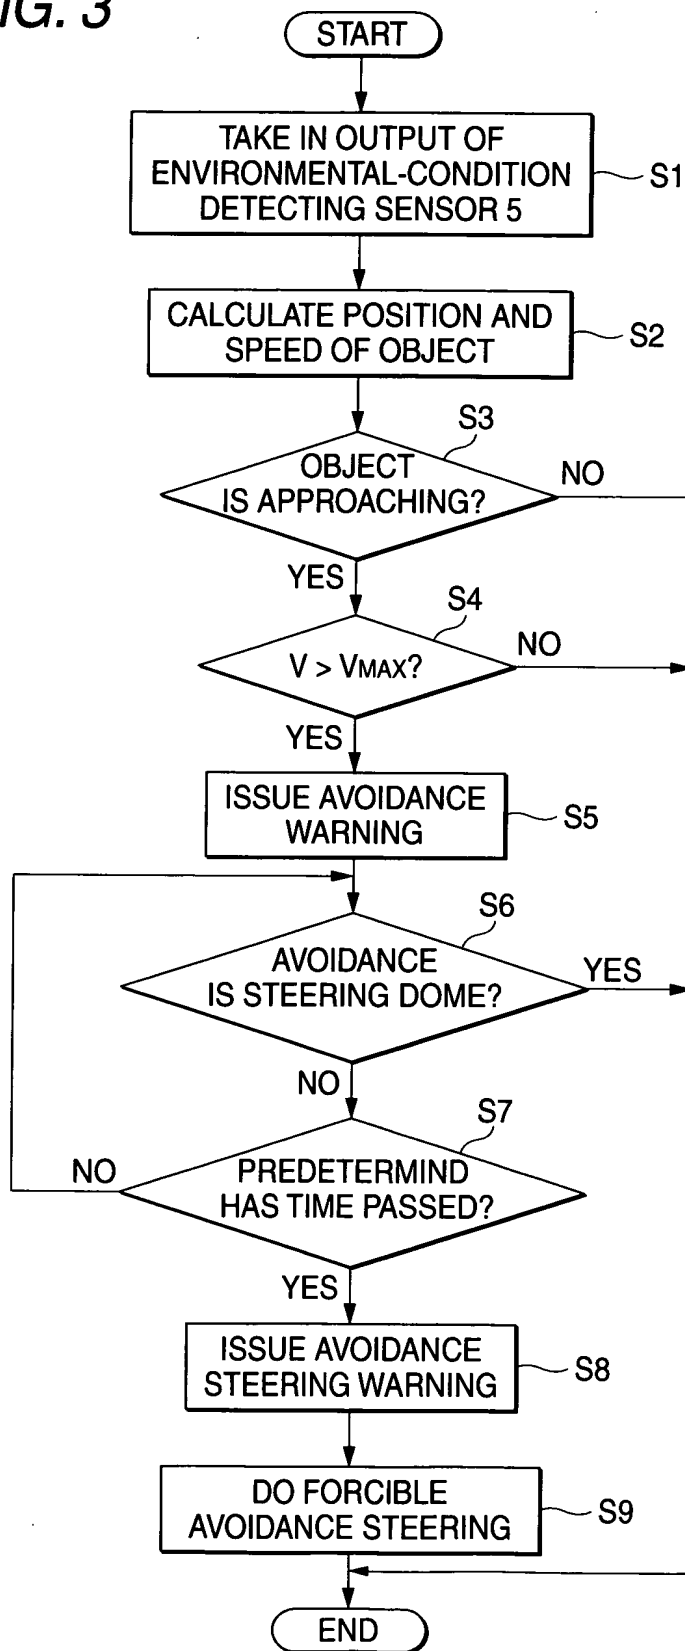 IG. 3
START
TAKE IN OUTPUT OF
ENVIRONMENTAL-CONDITION
DETECTING SENSOR 5
S1
CALCULATE POSITION AND
SPEED OF OBJECT
S2
S3
OBJECT
IS APPROACHING?
NO
YES
S4
V > VMAX?
NO
YES
ISSUE AVOIDANCE
WARNING
S5
S6
AVOIDANCE
IS STEERING DOME?
YES
NO
S7
PREDETERMIND
HAS TIME PASSED?
NO
YES
ISSUE AVOIDANCE
STEERING WARNING
S8
DO FORCIBLE
AVOIDANCE STEERING
S9
END